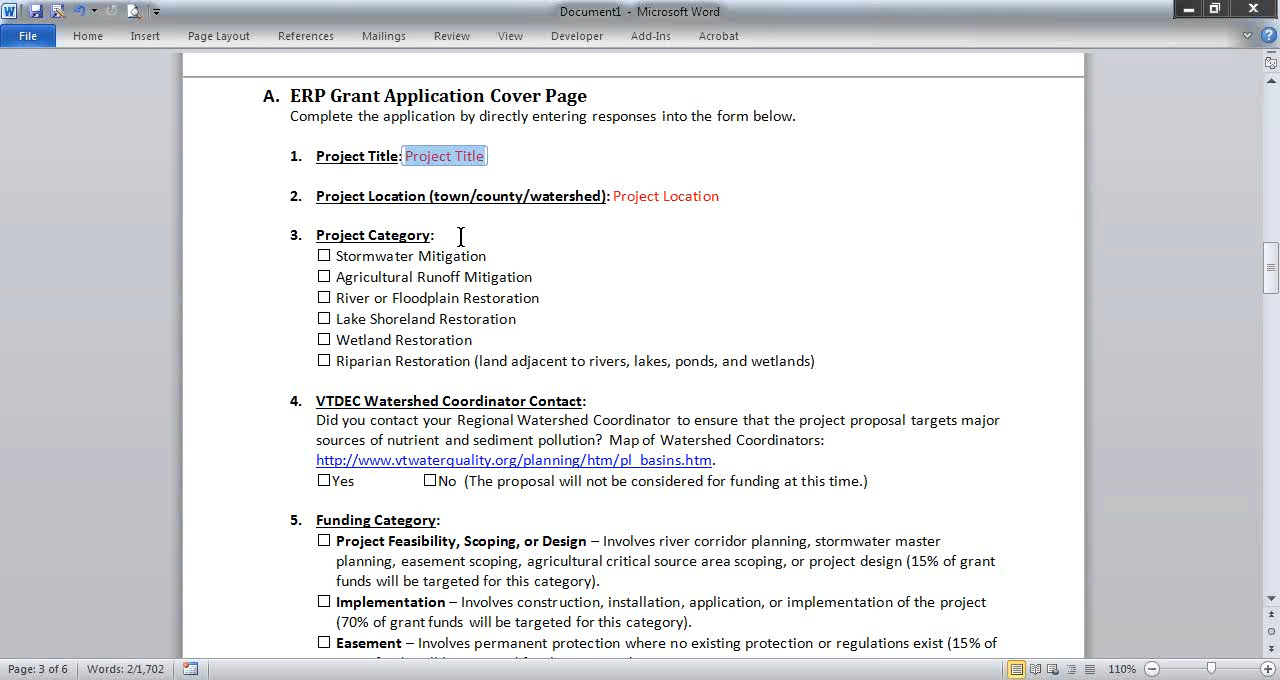 Document1 - Microsoft Word
File Home Insert Page Layout References Mailings Review View Developer Add-Ins Acrobat
A. ERP Grant Application Cover Page
Complete the application by directly entering responses into the form below.
1. Project Title: Project Title
2. Project Location (town/county/watershed): Project Location
3. Project Category:
Stormwater Mitigation
Agricultural Runoff Mitigation
River or Floodplain Restoration
Lake Shoreland Restoration
Wetland Restoration
Riparian Restoration (land adjacent to rivers, lakes, ponds, and wetlands)
4. VTDEC Watershed Coordinator Contact:
Did you contact your Regional Watershed Coordinator to ensure that the project proposal targets major
sources of nutrient and sediment pollution? Map of Watershed Coordinators:
http://www.vtwaterquality.org/planning/htm/pl_basins.htm.
Yes No (The proposal will not be considered for funding at this time.)
5. Funding Category:
Project Feasibility, Scoping, or Design – Involves river corridor planning, stormwater master
planning, easement scoping, agricultural critical source area scoping, or project design (15% of grant
funds will be targeted for this category).
Implementation – Involves construction, installation, application, or implementation of the project
(70% of grant funds will be targeted for this category).
Easement – Involves permanent protection where no existing protection or regulations exist (15% of
Page: 3 of 6 Words: 2/1,702 110%